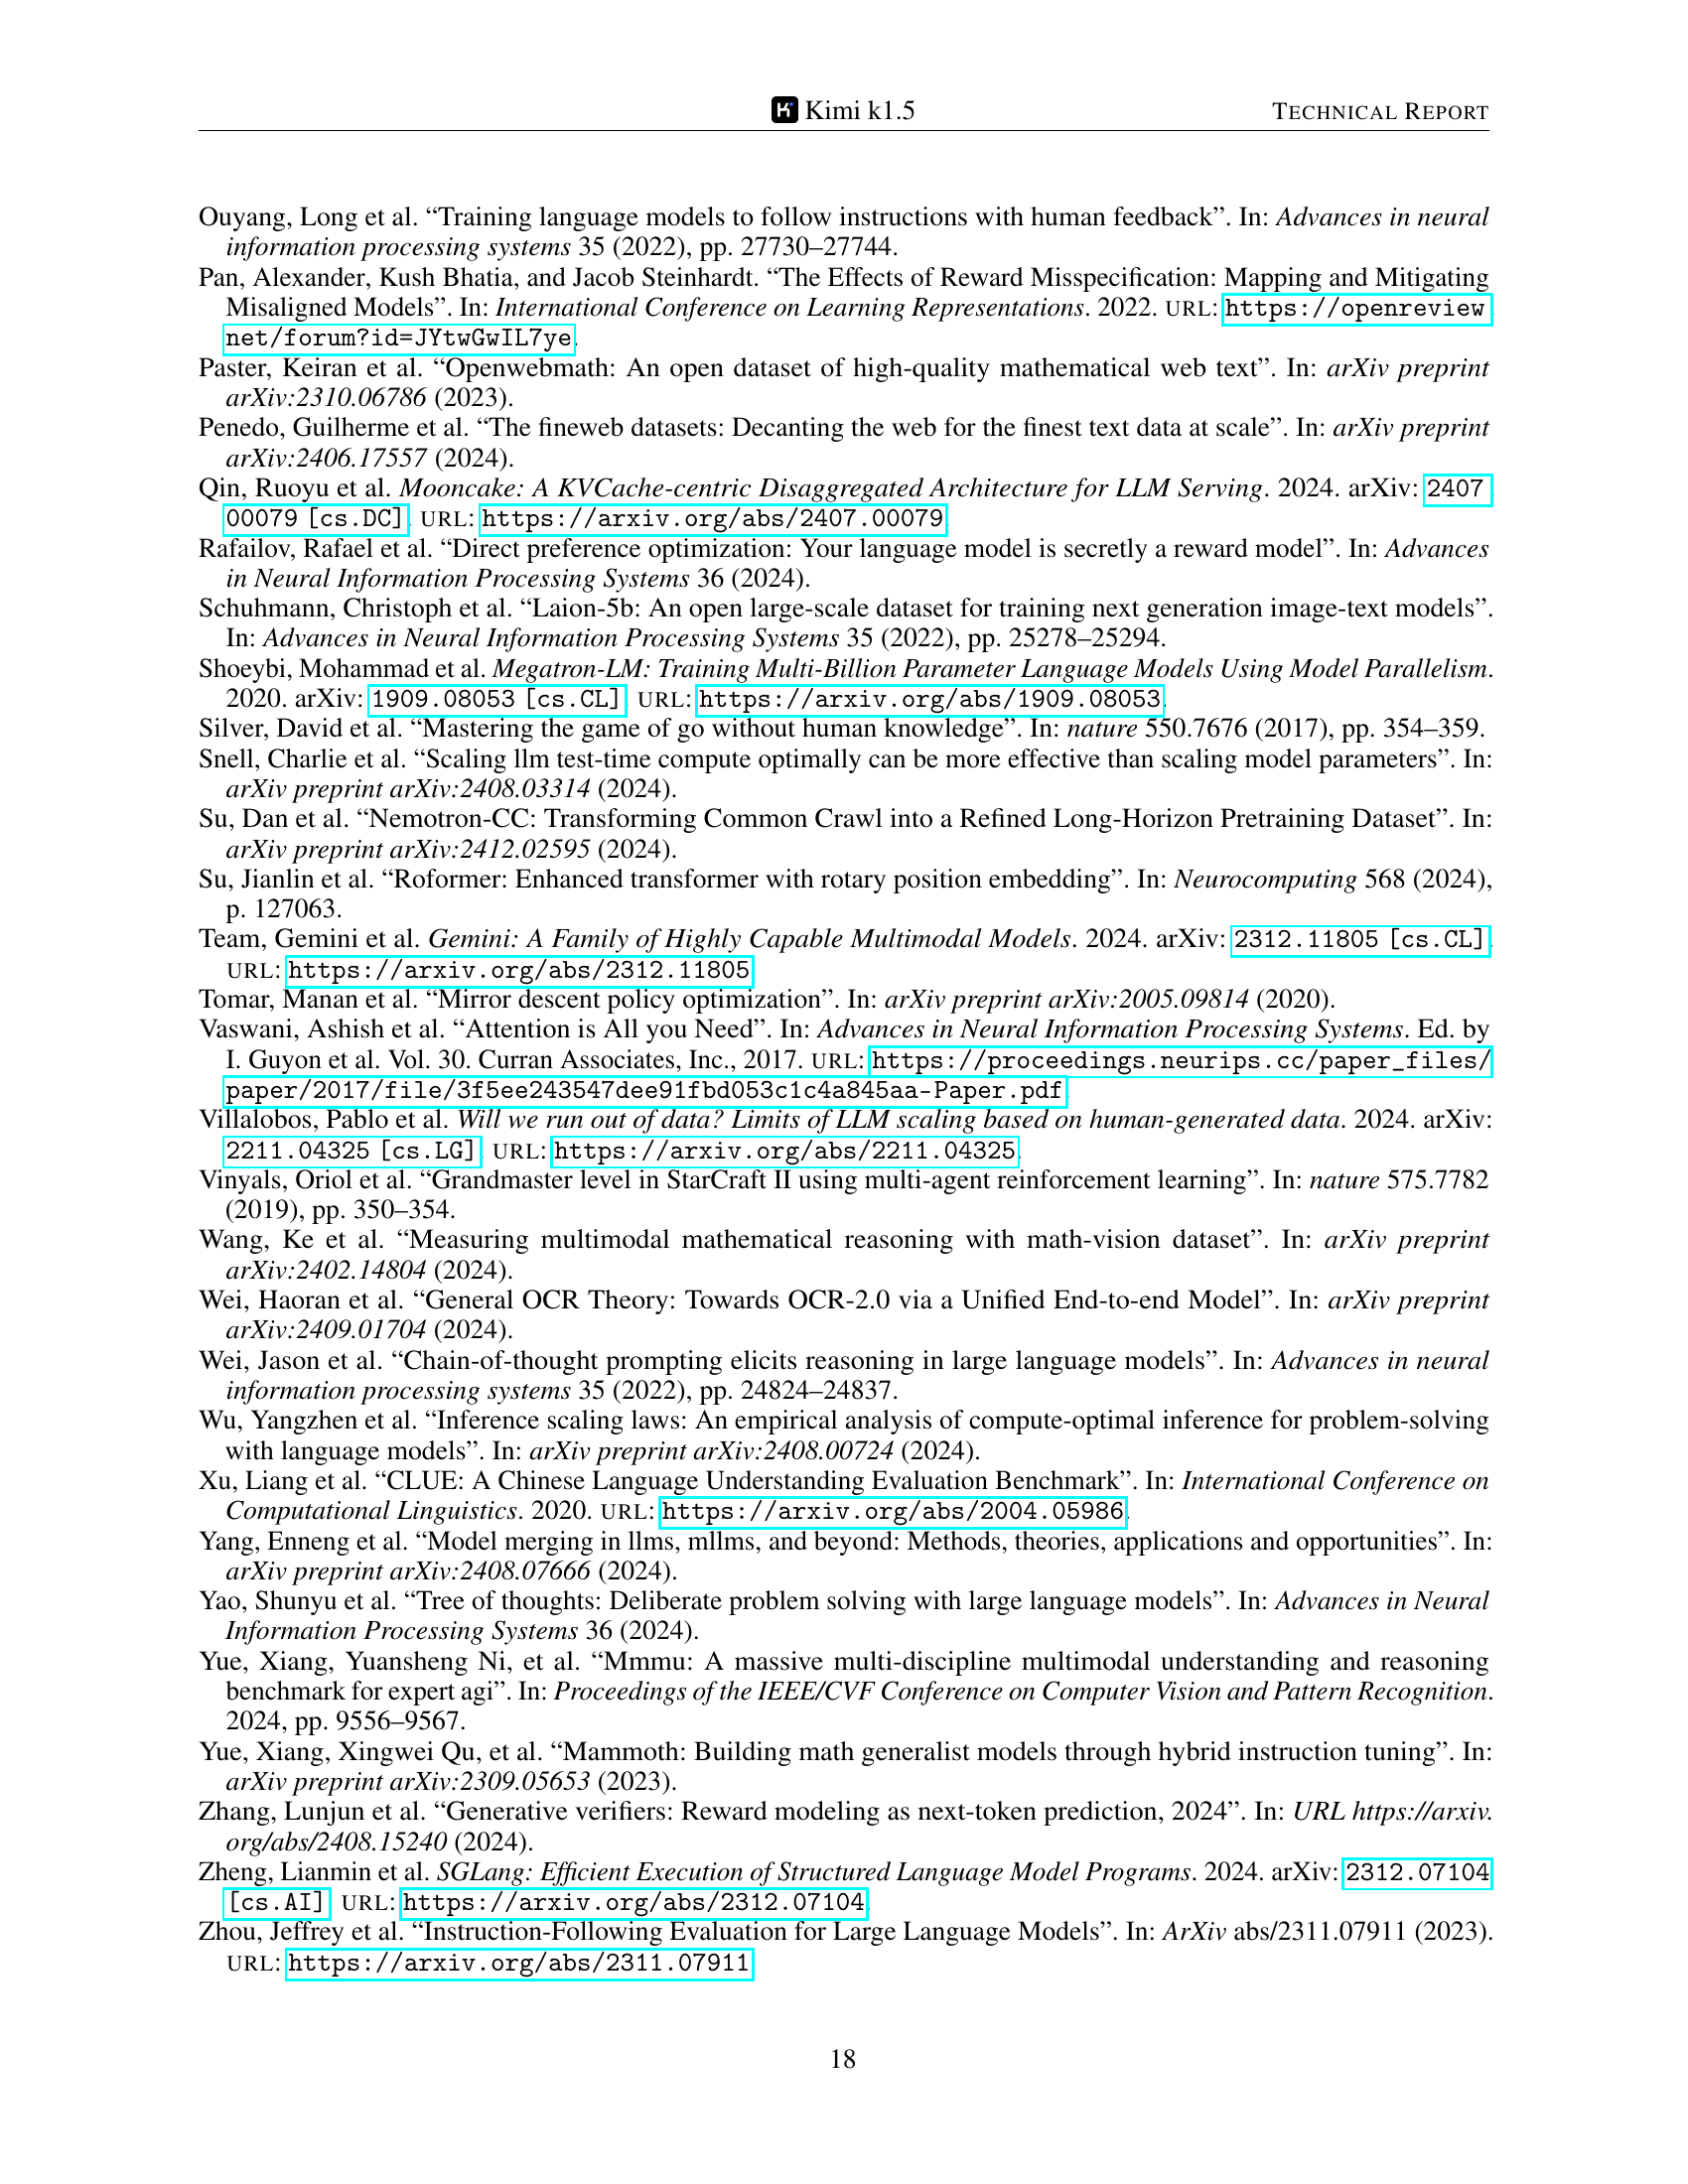 Kimi k1.5 TECHNICAL REPORT
Ouyang, Long et al. “Training language models to follow instructions with human feedback”. In: Advances in neural
information processing systems 35 (2022), pp. 27730–27744.
Pan, Alexander, Kush Bhatia, and Jacob Steinhardt. “The Effects of Reward Misspecification: Mapping and Mitigating
Misaligned Models”. In: International Conference on Learning Representations. 2022. URL: https://openreview.
net/forum?id=JYtwGwIL7ye.
Paster, Keiran et al. “Openwebmath: An open dataset of high-quality mathematical web text”. In: arXiv preprint
arXiv:2310.06786 (2023).
Penedo, Guilherme et al. “The fineweb datasets: Decanting the web for the finest text data at scale”. In: arXiv preprint
arXiv:2406.17557 (2024).
Qin, Ruoyu et al. Mooncake: A KVCache-centric Disaggregated Architecture for LLM Serving. 2024. arXiv: 2407.
00079 [cs.DC]. URL: https://arxiv.org/abs/2407.00079.
Rafailov, Rafael et al. “Direct preference optimization: Your language model is secretly a reward model”. In: Advances
in Neural Information Processing Systems 36 (2024).
Schuhmann, Christoph et al. “Laion-5b: An open large-scale dataset for training next generation image-text models”.
In: Advances in Neural Information Processing Systems 35 (2022), pp. 25278–25294.
Shoeybi, Mohammad et al. Megatron-LM: Training Multi-Billion Parameter Language Models Using Model Parallelism.
2020. arXiv: 1909.08053 [cs.CL]. URL: https://arxiv.org/abs/1909.08053.
Silver, David et al. “Mastering the game of go without human knowledge”. In: nature 550.7676 (2017), pp. 354–359.
Snell, Charlie et al. “Scaling llm test-time compute optimally can be more effective than scaling model parameters”. In:
arXiv preprint arXiv:2408.03314 (2024).
Su, Dan et al. “Nemotron-CC: Transforming Common Crawl into a Refined Long-Horizon Pretraining Dataset”. In:
arXiv preprint arXiv:2412.02595 (2024).
Su, Jianlin et al. “Roformer: Enhanced transformer with rotary position embedding”. In: Neurocomputing 568 (2024),
p. 127063.
Team, Gemini et al. Gemini: A Family of Highly Capable Multimodal Models. 2024. arXiv: 2312.11805 [cs.CL].
URL: https://arxiv.org/abs/2312.11805.
Tomar, Manan et al. “Mirror descent policy optimization”. In: arXiv preprint arXiv:2005.09814 (2020).
Vaswani, Ashish et al. “Attention is All you Need”. In: Advances in Neural Information Processing Systems. Ed. by
I. Guyon et al. Vol. 30. Curran Associates, Inc., 2017. URL: https://proceedings.neurips.cc/paper_files/
paper/2017/file/3f5ee243547dee91fbd053c1c4a845aa-Paper.pdf.
Villalobos, Pablo et al. Will we run out of data? Limits of LLM scaling based on human-generated data. 2024. arXiv:
2211.04325 [cs.LG]. URL: https://arxiv.org/abs/2211.04325.
Vinyals, Oriol et al. “Grandmaster level in StarCraft II using multi-agent reinforcement learning”. In: nature 575.7782
(2019), pp. 350–354.
Wang, Ke et al. “Measuring multimodal mathematical reasoning with math-vision dataset”. In: arXiv preprint
arXiv:2402.14804 (2024).
Wei, Haoran et al. “General OCR Theory: Towards OCR-2.0 via a Unified End-to-end Model”. In: arXiv preprint
arXiv:2409.01704 (2024).
Wei, Jason et al. “Chain-of-thought prompting elicits reasoning in large language models”. In: Advances in neural
information processing systems 35 (2022), pp. 24824–24837.
Wu, Yangzhen et al. “Inference scaling laws: An empirical analysis of compute-optimal inference for problem-solving
with language models”. In: arXiv preprint arXiv:2408.00724 (2024).
Xu, Liang et al. “CLUE: A Chinese Language Understanding Evaluation Benchmark”. In: International Conference on
Computational Linguistics. 2020. URL: https://arxiv.org/abs/2004.05986.
Yang, Enneng et al. “Model merging in llms, mllms, and beyond: Methods, theories, applications and opportunities”. In:
arXiv preprint arXiv:2408.07666 (2024).
Yao, Shunyu et al. “Tree of thoughts: Deliberate problem solving with large language models”. In: Advances in Neural
Information Processing Systems 36 (2024).
Yue, Xiang, Yuansheng Ni, et al. “Mmmu: A massive multi-discipline multimodal understanding and reasoning
benchmark for expert agi”. In: Proceedings of the IEEE/CVF Conference on Computer Vision and Pattern Recognition.
2024, pp. 9556–9567.
Yue, Xiang, Xingwei Qu, et al. “Mammoth: Building math generalist models through hybrid instruction tuning”. In:
arXiv preprint arXiv:2309.05653 (2023).
Zhang, Lunjun et al. “Generative verifiers: Reward modeling as next-token prediction, 2024”. In: URL https://arxiv.
org/abs/2408.15240 (2024).
Zheng, Lianmin et al. SGLang: Efficient Execution of Structured Language Model Programs. 2024. arXiv: 2312.07104
[cs.AI]. URL: https://arxiv.org/abs/2312.07104.
Zhou, Jeffrey et al. “Instruction-Following Evaluation for Large Language Models”. In: ArXiv abs/2311.07911 (2023).
URL: https://arxiv.org/abs/2311.07911.
18